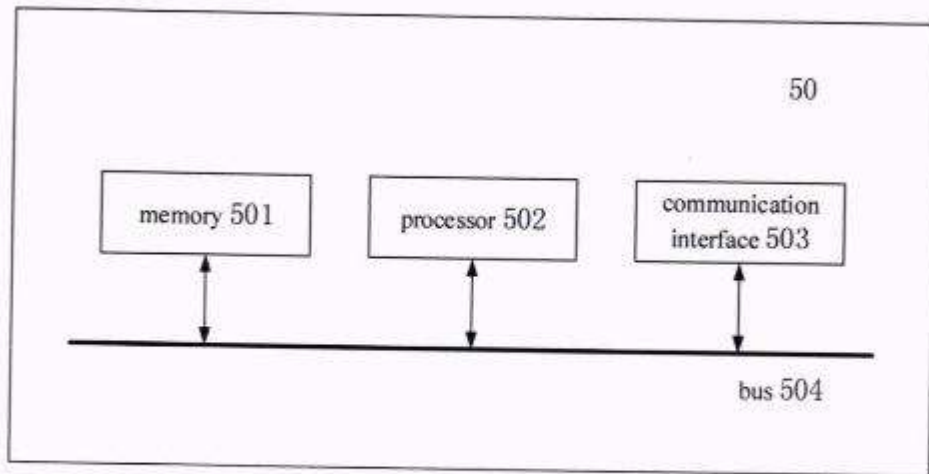 50
memory 501
processor 502
communication
interface 503
bus 504